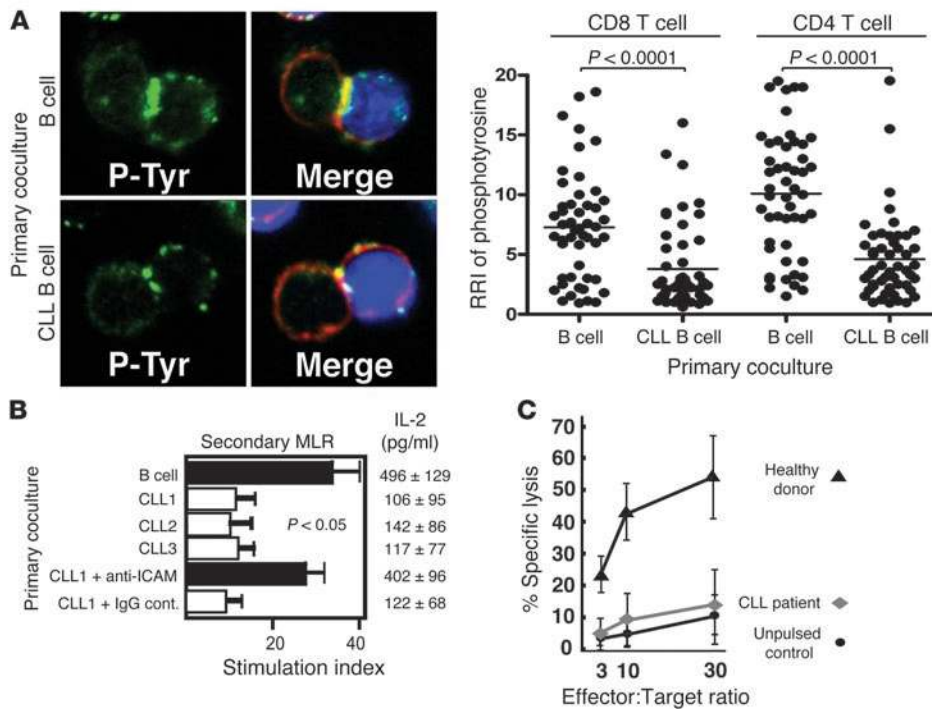 A
Primary coculture
B cell
CLL B cell
P-Tyr
Merge
P-Tyr
Merge
CD8 T cell
CD4 T cell
P < 0.0001
P < 0.0001
RRI of phosphotyrosine
20
15
10
5
0
B cell
CLL B cell
B cell
CLL B cell
Primary coculture
B
Secondary MLR
IL-2
(pg/ml)
Primary coculture
B cell
496 ± 129
CLL1
106 ± 95
CLL2
142 ± 86
CLL3
117 ± 77
P < 0.05
CLL1 + anti-ICAM
402 ± 96
CLL1 + IgG cont.
122 ± 68
0
20
40
Stimulation index
C
% Specific lysis
70
60
50
40
30
20
10
0
3
10
30
Effector:Target ratio
Healthy
donor
CLL patient
Unpulsed
control